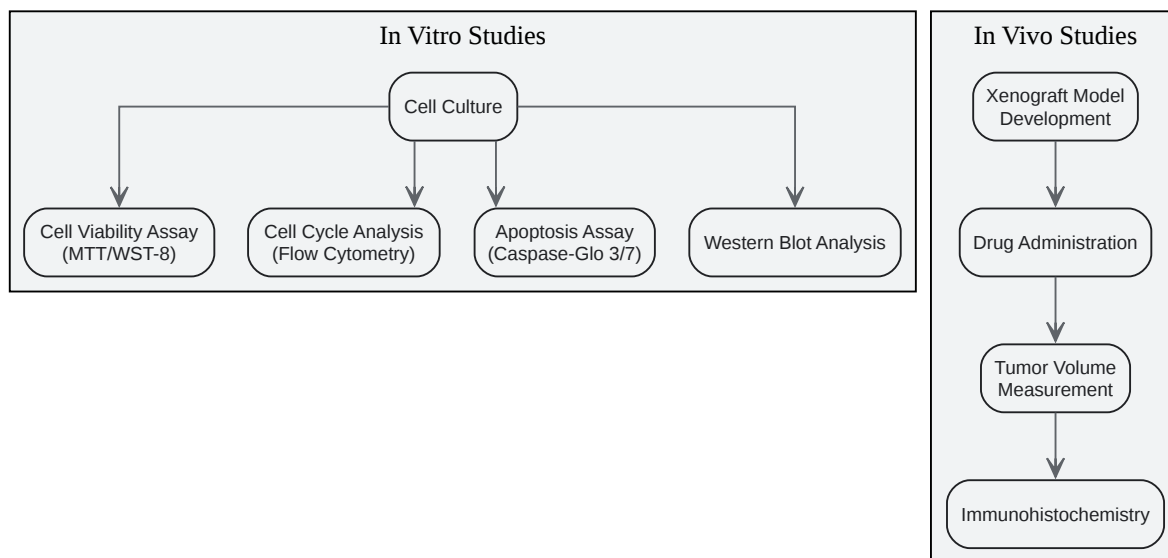 In Vitro Studies
Cell Culture
Cell Viability Assay
(MTT/WST-8)
Cell Cycle Analysis
(Flow Cytometry)
Apoptosis Assay
(Caspase-Glo 3/7)
Western Blot Analysis
In Vivo Studies
Xenograft Model
Development
Drug Administration
Tumor Volume
Measurement
Immunohistochemistry